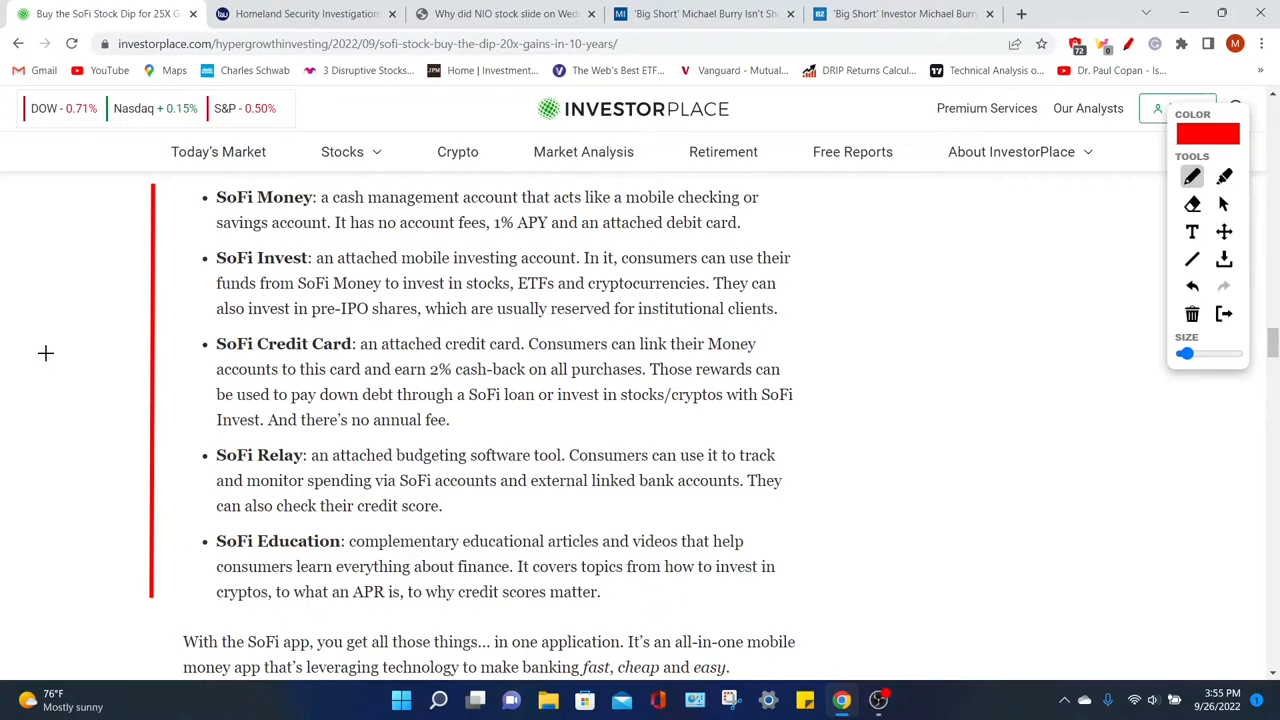 Buy the SoFi Stock Dip for 25X G
Homeland Security Investigation
Why did NIO stock slide on Wed
'Big Short' Michael Burry Isn't Sh
'Big Short' Investor Michael Burry
investorplace.com/hypergrowthinvesting/2022/09/sofi-stock-buy-the-dip-20x-gains-in-10-years/
72
0
M
Gmail
YouTube
Maps
Charles Schwab
3 Disruptive Stocks...
JPM
Home | Investment...
The Web's Best ETF...
Vanguard - Mutual...
DRIP Returns Calcul...
Technical Analysis o...
Dr. Paul Copan - Is...
»
DOW - 0.71%
Nasdaq + 0.15%
S&P - 0.50%
INVESTORPLACE
Premium Services
Our Analysts
Today's Market
Stocks
Crypto
Market Analysis
Retirement
Free Reports
About InvestorPlace
COLOR
TOOLS
T
SIZE
• SoFi Money: a cash management account that acts like a mobile checking or
savings account. It has no account fees, 1% APY and an attached debit card.
• SoFi Invest: an attached mobile investing account. In it, consumers can use their
funds from SoFi Money to invest in stocks, ETFs and cryptocurrencies. They can
also invest in pre-IPO shares, which are usually reserved for institutional clients.
• SoFi Credit Card: an attached credit card. Consumers can link their Money
accounts to this card and earn 2% cash-back on all purchases. Those rewards can
be used to pay down debt through a SoFi loan or invest in stocks/cryptos with SoFi
Invest. And there's no annual fee.
• SoFi Relay: an attached budgeting software tool. Consumers can use it to track
and monitor spending via SoFi accounts and external linked bank accounts. They
can also check their credit score.
• SoFi Education: complementary educational articles and videos that help
consumers learn everything about finance. It covers topics from how to invest in
cryptos, to what an APR is, to why credit scores matter.
With the SoFi app, you get all those things... in one application. It's an all-in-one mobile
money app that's leveraging technology to make banking fast, cheap and easy.
76°F
Mostly sunny
3:55 PM
9/26/2022
1